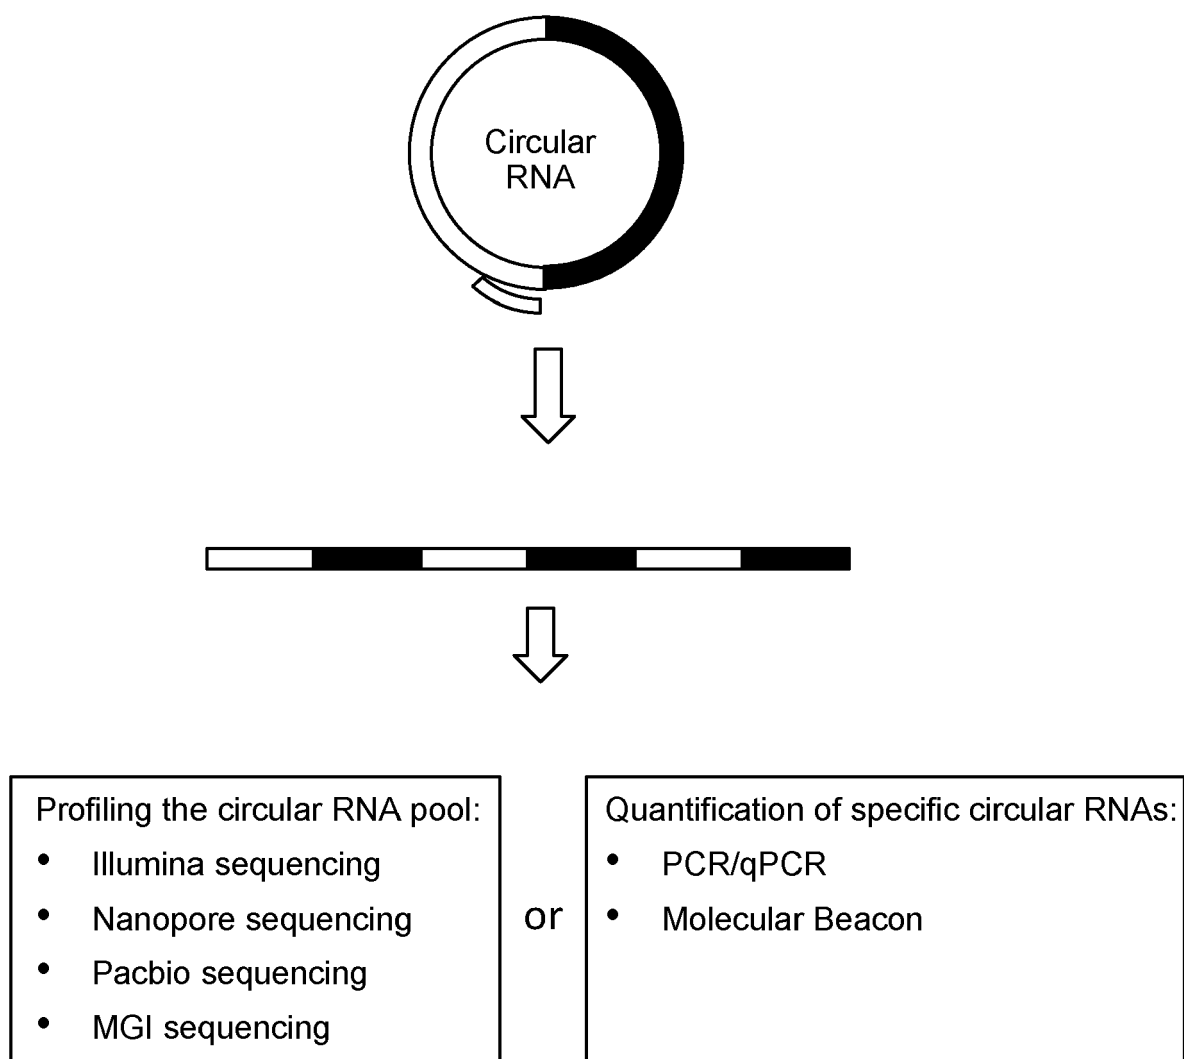 Circular
RNA
Profiling the circular RNA pool:
• Illumina sequencing
• Nanopore sequencing
• Pacbio sequencing
• MGI sequencing
or
Quantification of specific circular RNAs:
• PCR/qPCR
• Molecular Beacon